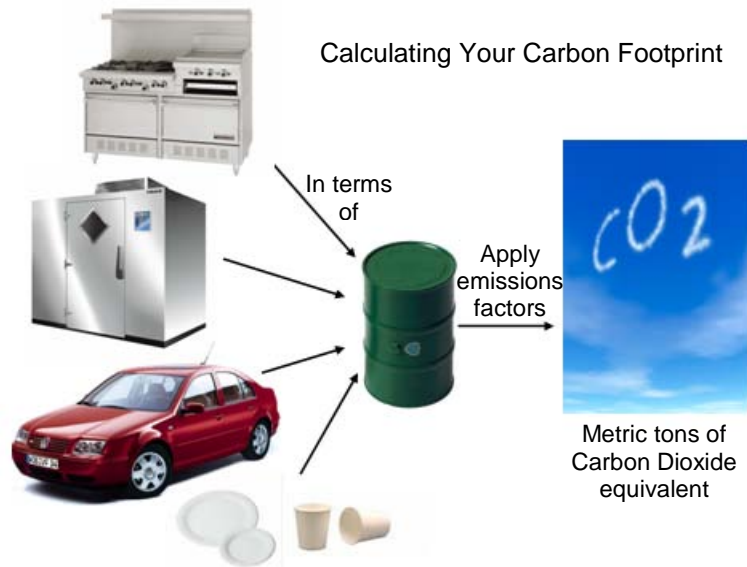 Calculating Your Carbon Footprint
In terms
of
Apply
emissions
factors
CO2
Metric tons of
Carbon Dioxide
equivalent